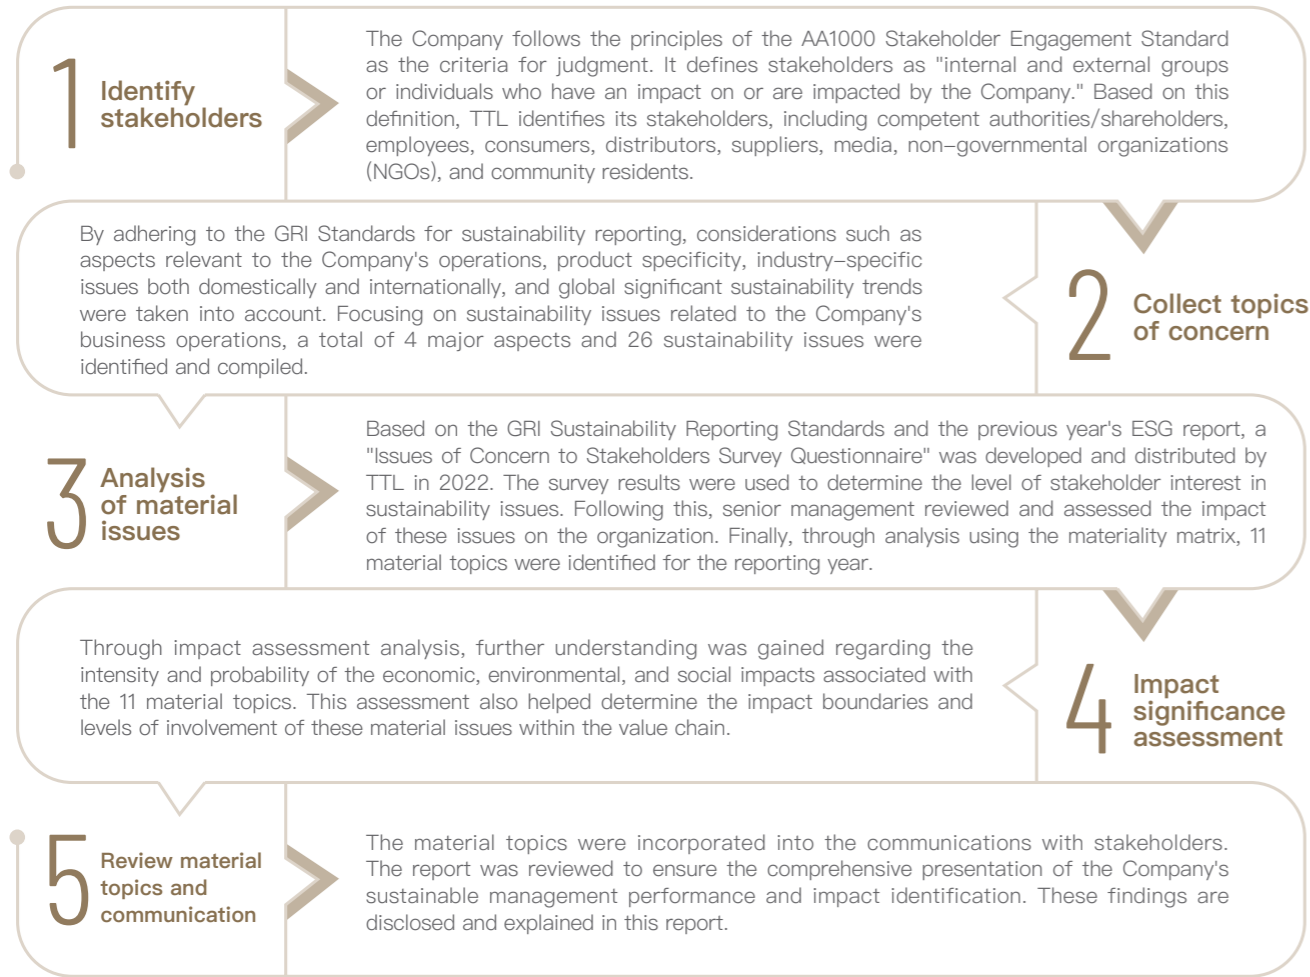 1
Identify
stakeholders
The Company follows the principles of the AA1000 Stakeholder Engagement Standard
as the criteria for judgment. It defines stakeholders as "internal and external groups
or individuals who have an impact on or are impacted by the Company." Based on this
definition, TTL identifies its stakeholders, including competent authorities/shareholders,
employees, consumers, distributors, suppliers, media, non-governmental organizations
(NGOs), and community residents.
2
Collect topics
of concern
By adhering to the GRI Standards for sustainability reporting, considerations such as
aspects relevant to the Company's operations, product specificity, industry-specific
issues both domestically and internationally, and global significant sustainability trends
were taken into account. Focusing on sustainability issues related to the Company's
business operations, a total of 4 major aspects and 26 sustainability issues were
identified and compiled.
3
Analysis
of material
issues
Based on the GRI Sustainability Reporting Standards and the previous year's ESG report, a
"Issues of Concern to Stakeholders Survey Questionnaire" was developed and distributed by
TTL in 2022. The survey results were used to determine the level of stakeholder interest in
sustainability issues. Following this, senior management reviewed and assessed the impact
of these issues on the organization. Finally, through analysis using the materiality matrix, 11
material topics were identified for the reporting year.
4
Impact
significance
assessment
Through impact assessment analysis, further understanding was gained regarding the
intensity and probability of the economic, environmental, and social impacts associated with
the 11 material topics. This assessment also helped determine the impact boundaries and
levels of involvement of these material issues within the value chain.
5
Review material
topics and
communication
The material topics were incorporated into the communications with stakeholders.
The report was reviewed to ensure the comprehensive presentation of the Company's
sustainable management performance and impact identification. These findings are
disclosed and explained in this report.